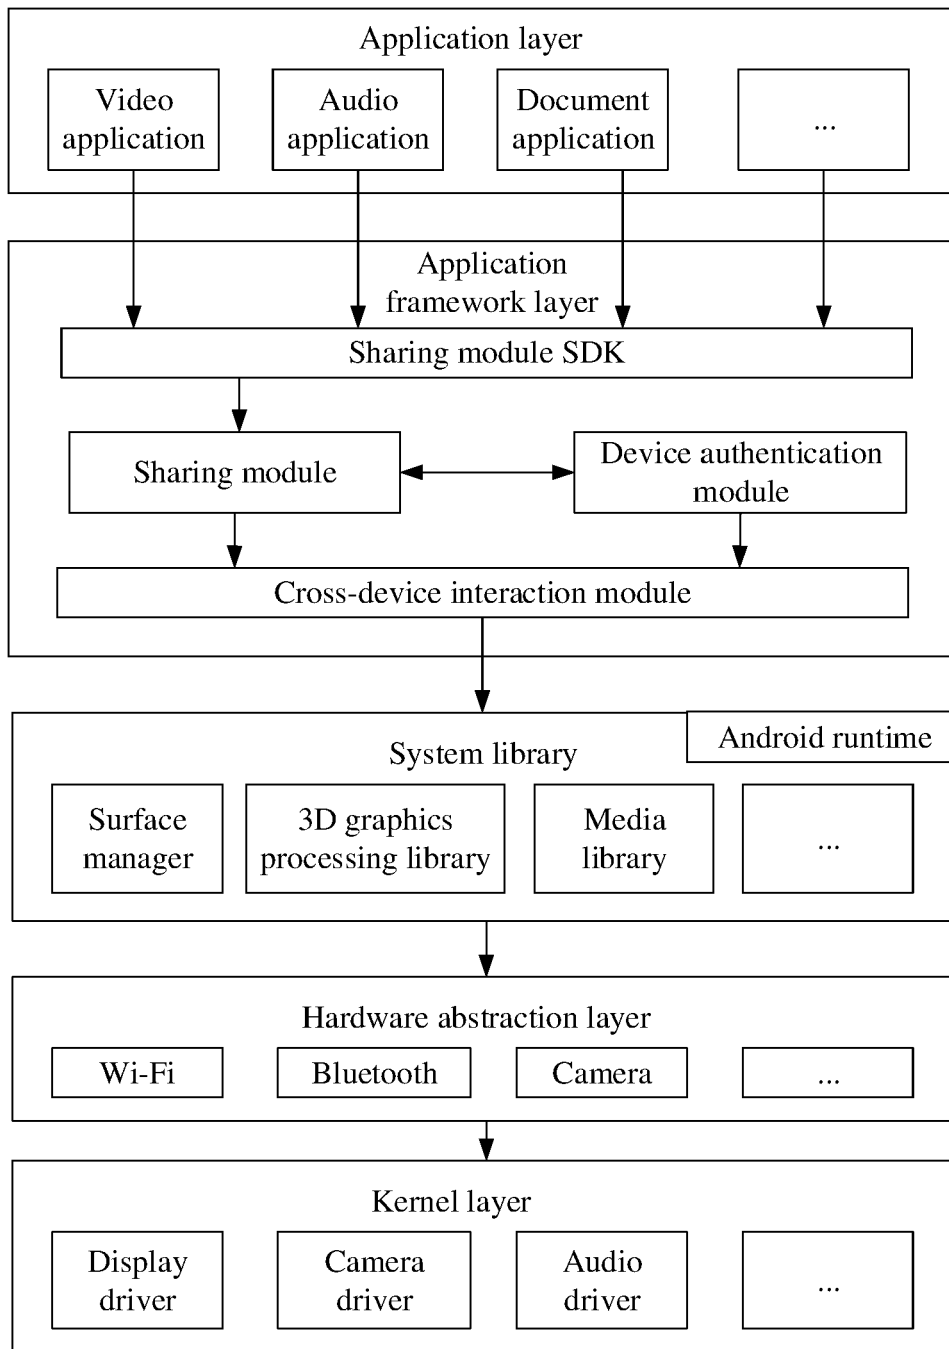 Application layer
Video
application
Audio
application
Document
application
...
Application
framework layer
Sharing module SDK
Sharing module
Device authentication
module
Cross-device interaction module
Android runtime
System library
Surface
manager
3D graphics
processing library
Media
library
...
Hardware abstraction layer
Wi-Fi
Bluetooth
Camera
...
Kernel layer
Display
driver
Camera
driver
Audio
driver
...